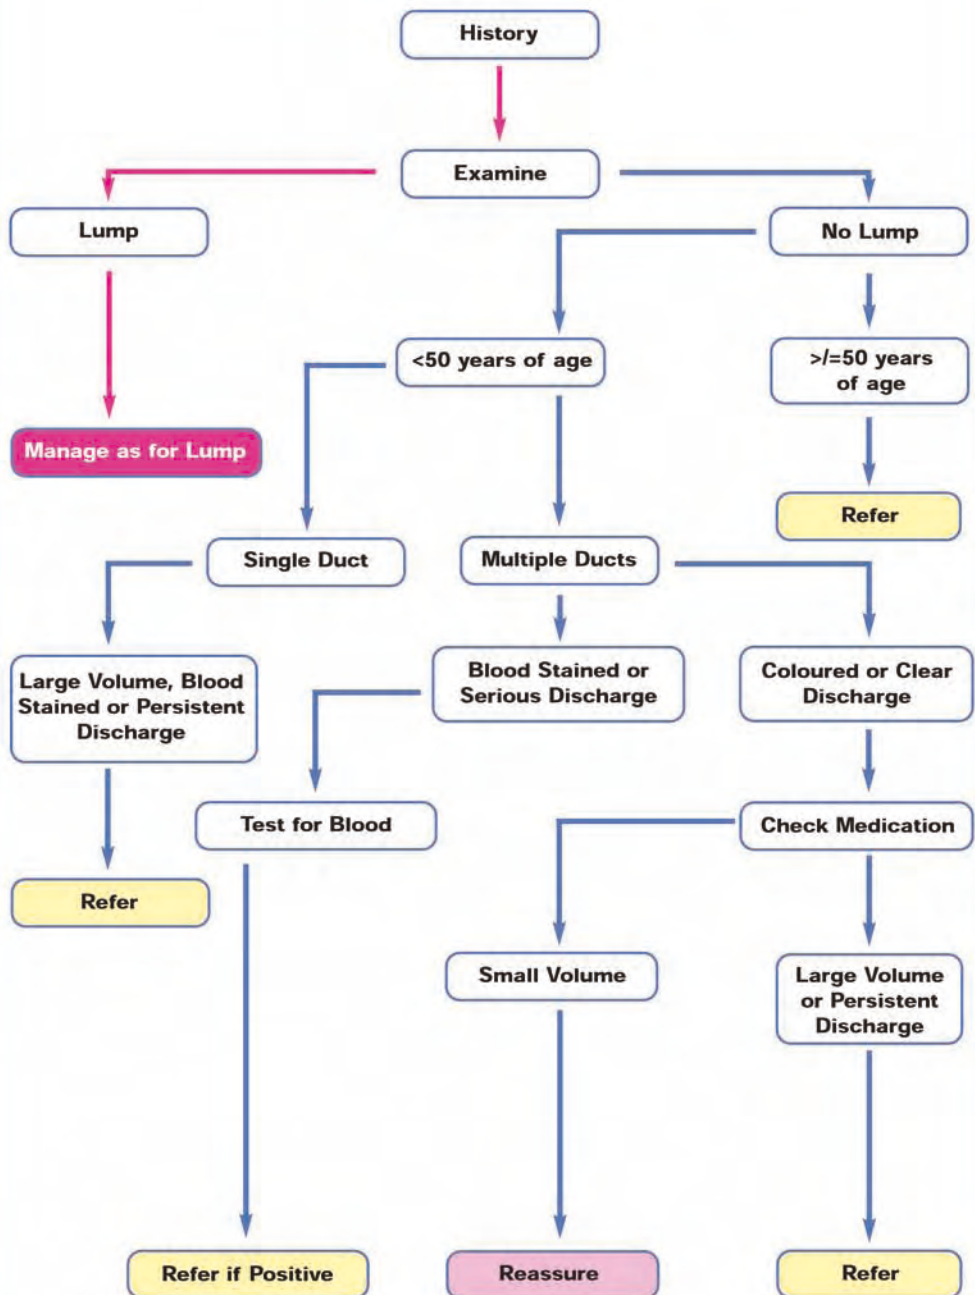 History
Examine
Lump
No Lump
<50 years of age
>/=50 years
of age
Manage as for Lump
Refer
Single Duct
Multiple Ducts
Large Volume, Blood
Stained or Persistent
Discharge
Blood Stained or
Serious Discharge
Coloured or Clear
Discharge
Test for Blood
Check Medication
Refer
Small Volume
Large Volume
or Persistent
Discharge
Refer if Positive
Reassure
Refer